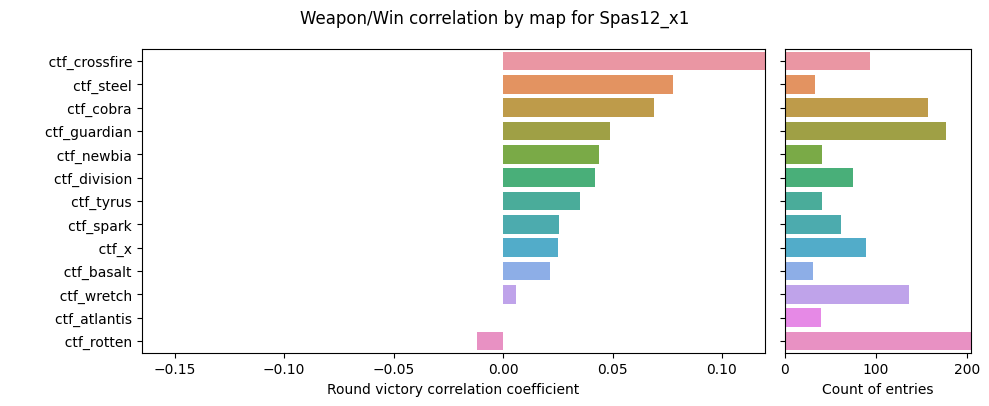 Weapon/Win correlation by map for Spas12_x1
ctf_crossfire
ctf_steel
ctf_cobra
ctf_guardian
ctf_newbia
ctf_division
ctf_tyrus
ctf_spark
ctf_x
ctf_basalt
ctf_wretch
ctf_atlantis
ctf_rotten
−0.15 −0.10 −0.05 0.00 0.05 0.10
0 100 200
Round victory correlation coefficient
Count of entries